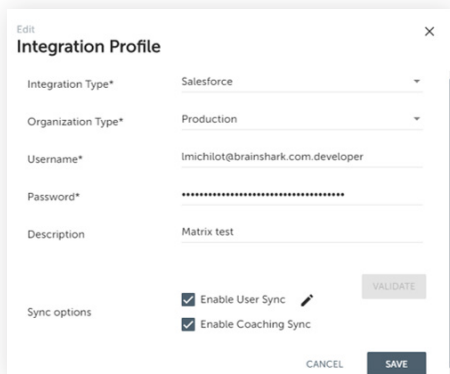 Edit
Integration Profile
Integration Type* Salesforce
Organization Type* Production
Username* lmichilot@brainshark.com.developer
Password* •••••••••••••••••••••••••••••••••••••
Description Matrix test
VALIDATE
Enable User Sync
Sync options
Enable Coaching Sync
CANCEL SAVE